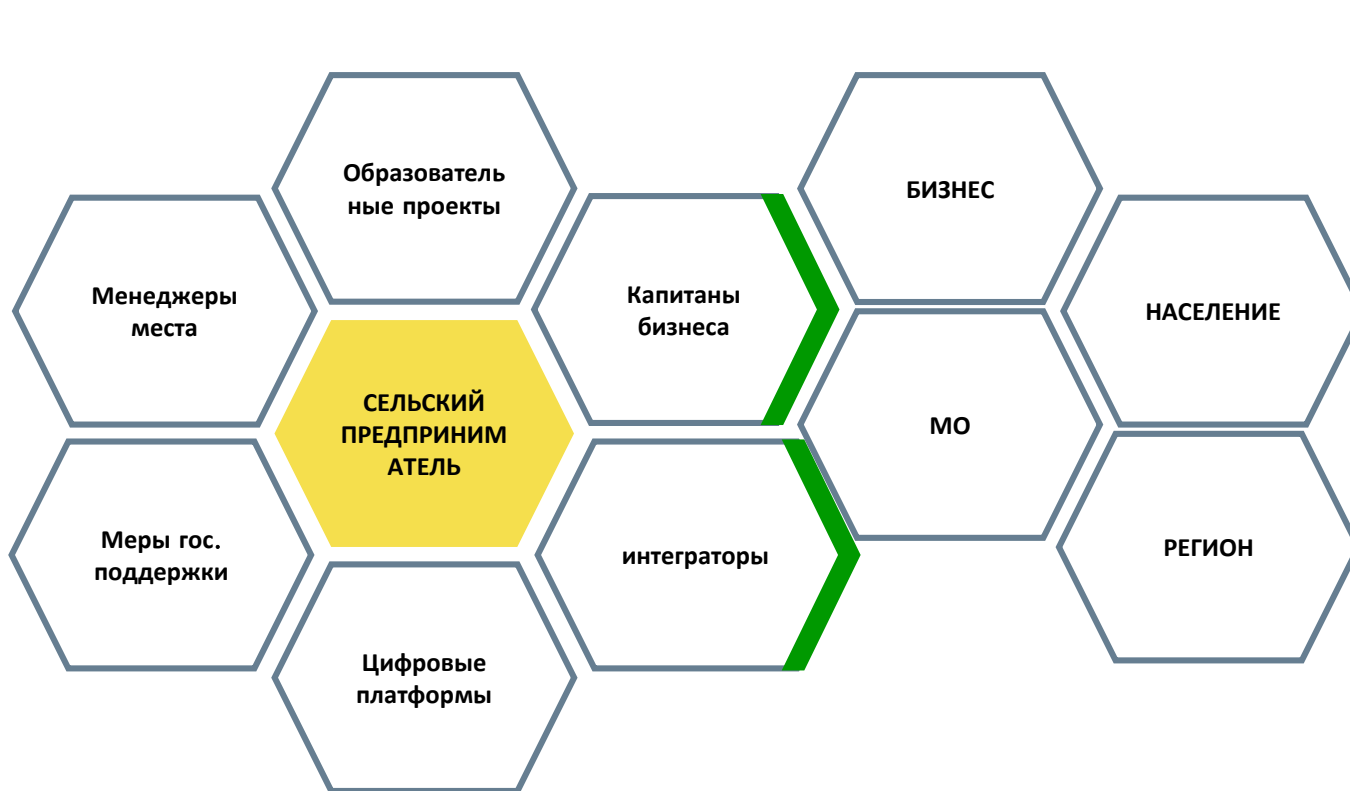 Образователь
ные проекты
БИЗНЕС
Менеджеры
места
Капитаны
бизнеса
НАСЕЛЕНИЕ
СЕЛЬСКИЙ
ПРЕДПРИНИМ
АТЕЛЬ
МО
Меры гос.
поддержки
интеграторы
РЕГИОН
Цифровые
платформы